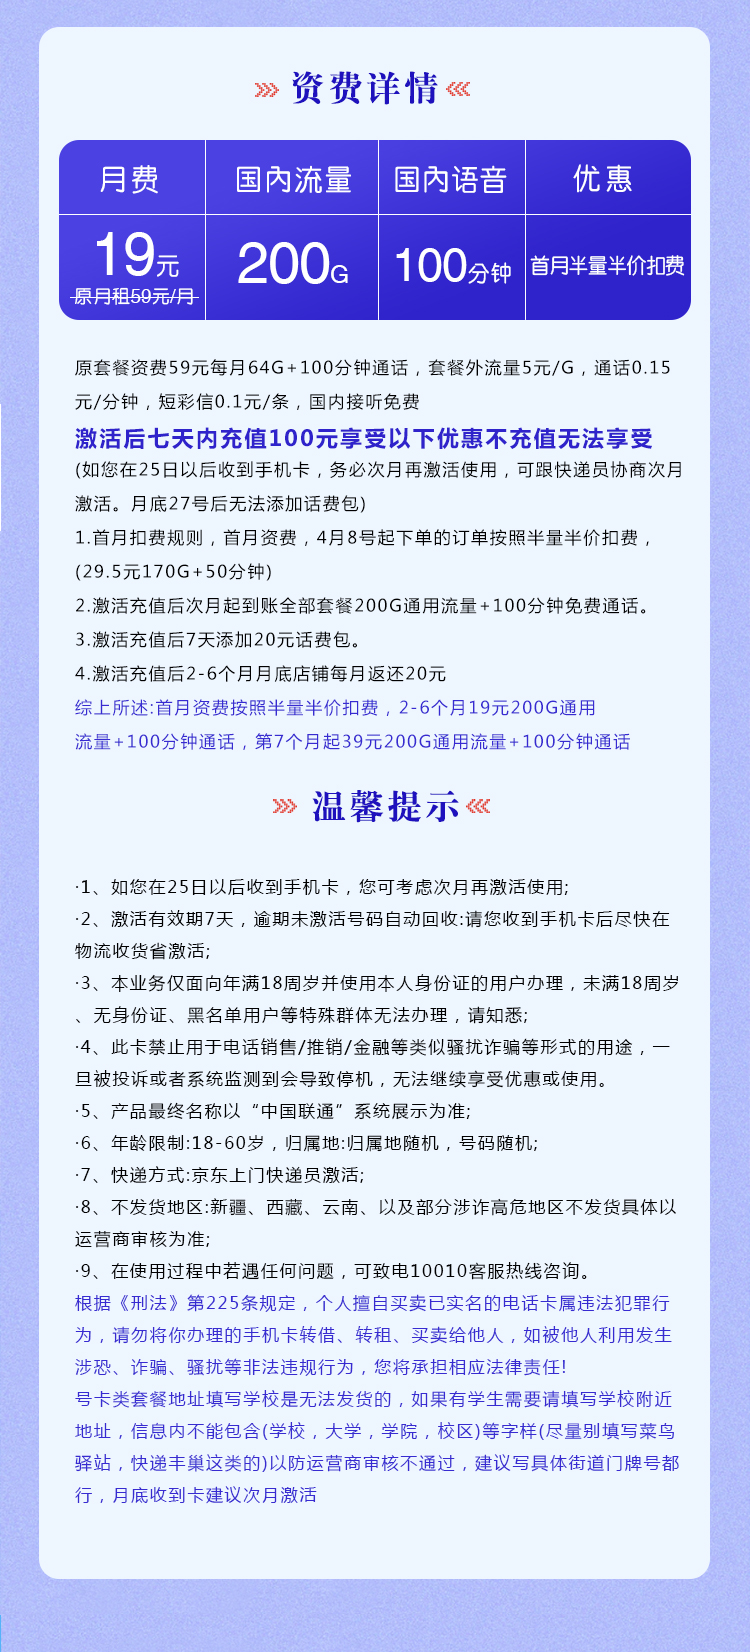 资费详情
月费 国内流量 国内语音 优惠
19元 200G 100分钟 首月半量半价扣费
原月租59元/月
原套餐资费59元每月64G+100分钟通话，套餐外流量5元/G，通话0.15
元/分钟，短彩信0.1元/条，国内接听免费
激活后七天内充值100元享受以下优惠不充值无法享受
(如您在25日以后收到手机卡，务必次月再激活使用，可跟快递员协商次月
激活。月底27号后无法添加话费包)
1.首月扣费规则，首月资费，4月8号起下单的订单按照半量半价扣费，
(29.5元170G+50分钟)
2.激活充值后次月起到账全部套餐200G通用流量+100分钟免费通话。
3.激活充值后7天添加20元话费包。
4.激活充值后2-6个月月底店铺每月返还20元
综上所述:首月资费按照半量半价扣费，2-6个月19元200G通用
流量+100分钟通话，第7个月起39元200G通用流量+100分钟通话
温馨提示
·1、如您在25日以后收到手机卡，您可考虑次月再激活使用;
·2、激活有效期7天，逾期未激活号码自动回收:请您收到手机卡后尽快在
物流收货省激活;
·3、本业务仅面向年满18周岁并使用本人身份证的用户办理，未满18周岁
、无身份证、黑名单用户等特殊群体无法办理，请知悉;
·4、此卡禁止用于电话销售/推销/金融等类似骚扰诈骗等形式的用途，一
旦被投诉或者系统监测到会导致停机，无法继续享受优惠或使用。
·5、产品最终名称以“中国联通”系统展示为准;
·6、年龄限制:18-60岁，归属地:归属地随机，号码随机;
·7、快递方式:京东上门快递员激活;
·8、不发货地区:新疆、西藏、云南、以及部分涉诈高危地区不发货具体以
运营商审核为准;
·9、在使用过程中若遇任何问题，可致电10010客服热线咨询。
根据《刑法》第225条规定，个人擅自买卖已实名的电话卡属违法犯罪行
为，请勿将你办理的手机卡转借、转租、买卖给他人，如被他人利用发生
涉恐、诈骗、骚扰等非法违规行为，您将承担相应法律责任!
号卡类套餐地址填写学校是无法发货的，如果有学生需要请填写学校附近
地址，信息内不能包含(学校，大学，学院，校区)等字样(尽量别填写菜鸟
驿站，快递丰巢这类的)以防运营商审核不通过，建议写具体街道门牌号都
行，月底收到卡建议次月激活